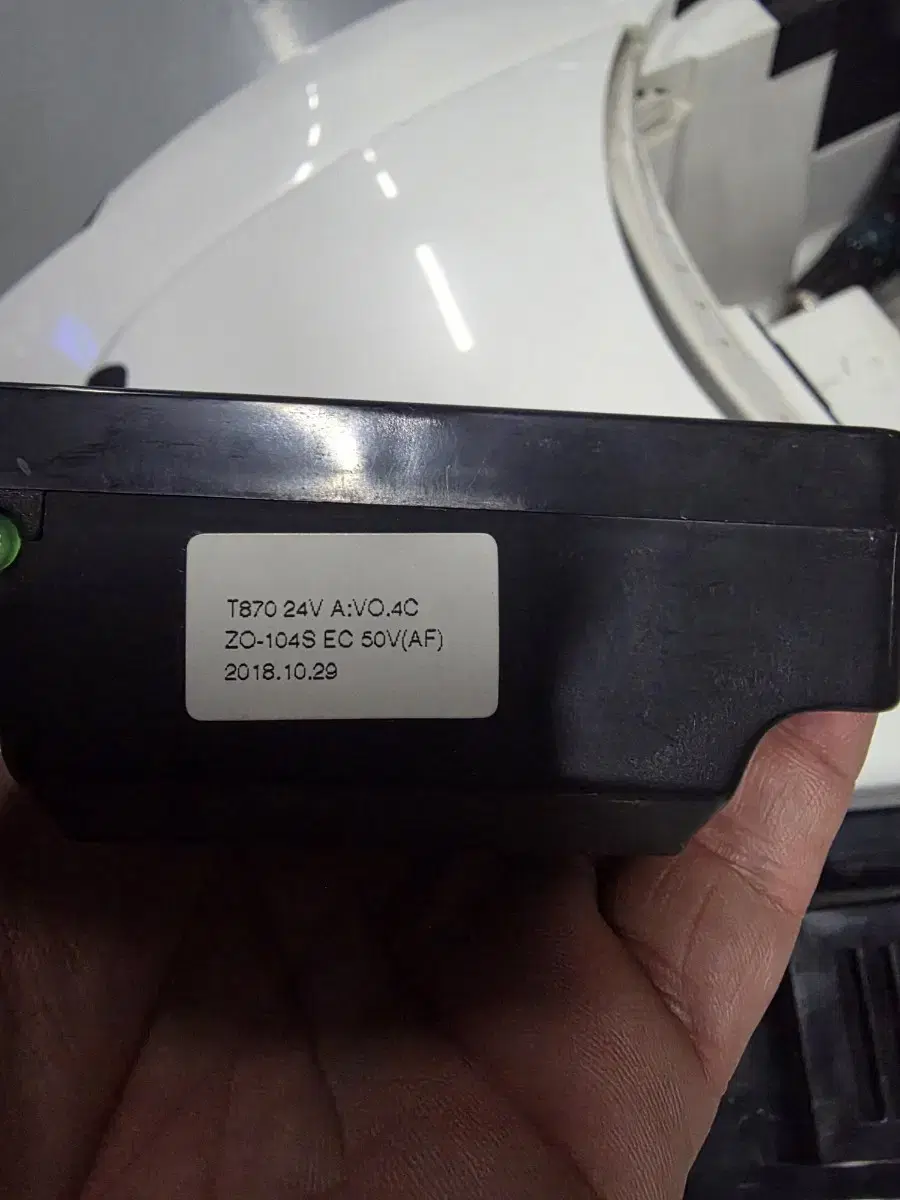 T870 24V A:VO.4C
ZO-104S EC 50V(AF)
2018.10.29